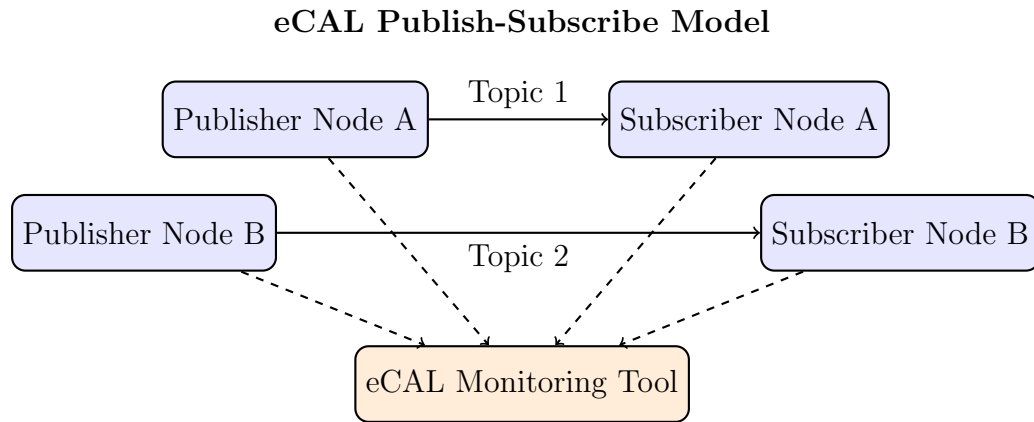 eCAL Publish-Subscribe Model
Topic 1
Publisher Node A
Subscriber Node A
Publisher Node B
Subscriber Node B
Topic 2
eCAL Monitoring Tool